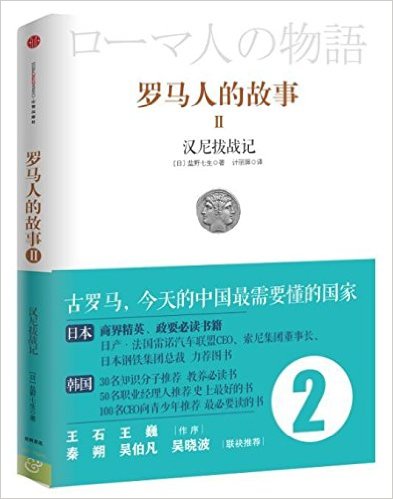 ローマ人の物語
罗马人的故事
II
汉尼拔战记
[日] 盐野七生 著 计丽屏 译
罗马人的故事 II
汉尼拔战记
[日] 盐野七生 著
古罗马，今天的中国最需要懂的国家
日本 商界精英、政要必读书籍
日产·法国雷诺汽车联盟CEO、索尼集团董事长、
日本钢铁集团总裁 力荐图书
韩国 30名知识分子推荐 教养必读书
50名职业经理人推荐 史上最好的书
100名CEO向青少年推荐 最必要读的书
2
王 石 王 巍 [作序]
秦 朔 吴伯凡 吴晓波 [联袂推荐]